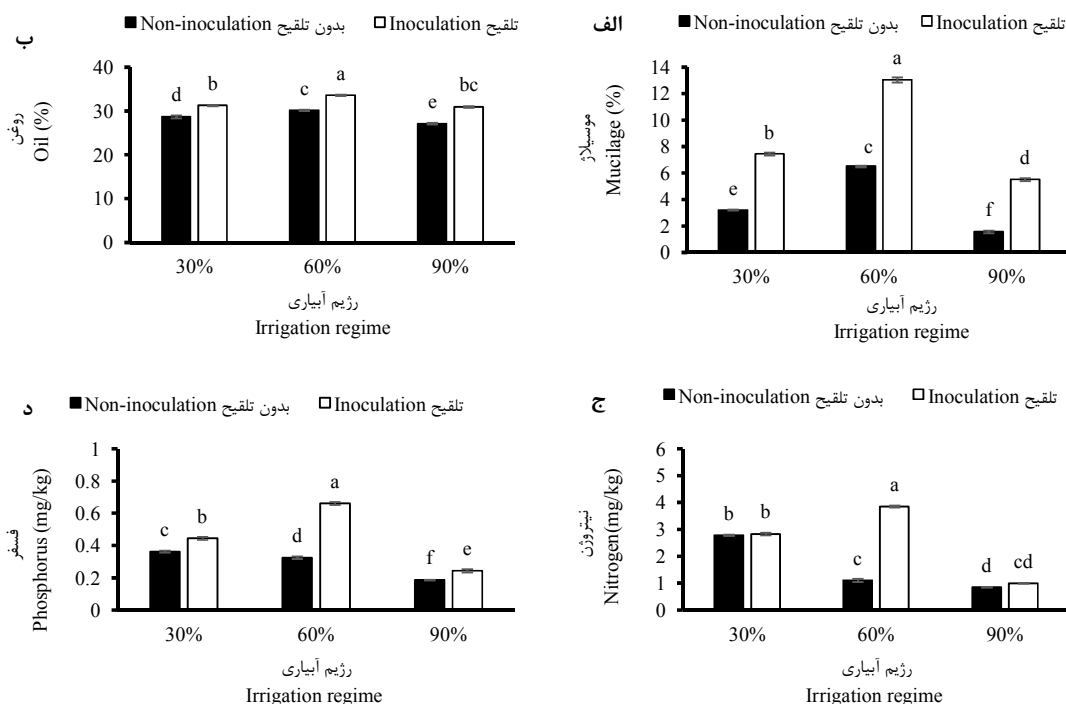 الف
■ Non-inoculation بدون تلقیح □ Inoculation تلقیح
موسیلاژ
Mucilage (%)
14
12
10
8
6
4
2
0
e b c a f d
30% 60% 90%
رژیم آبیاری
Irrigation regime
ب
■ Non-inoculation بدون تلقیح □ Inoculation تلقیح
روغن
Oil (%)
40
30
20
10
0
d b c a e bc
30% 60% 90%
رژیم آبیاری
Irrigation regime
ج
■ Non-inoculation بدون تلقیح □ Inoculation تلقیح
نیتروژن
Nitrogen(mg/kg)
6
5
4
3
2
1
0
b b c a d cd
30% 60% 90%
رژیم آبیاری
Irrigation regime
د
■ Non-inoculation بدون تلقیح □ Inoculation تلقیح
فسفر
Phosphorus (mg/kg)
1
0.8
0.6
0.4
0.2
0
c b d a f e
30% 60% 90%
رژیم آبیاری
Irrigation regime